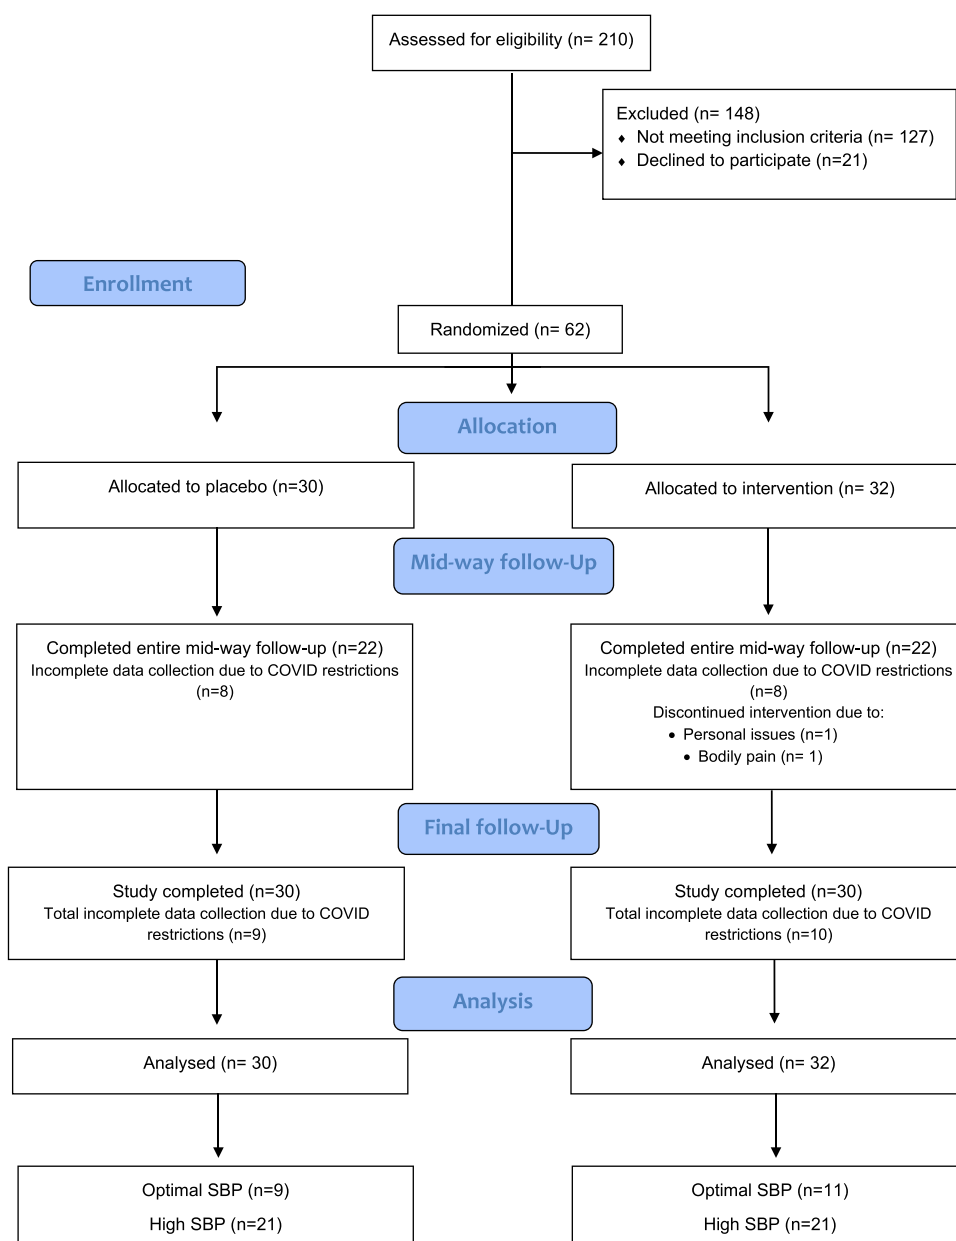 Assessed for eligibility (n= 210)
Excluded (n= 148)
♦ Not meeting inclusion criteria (n= 127)
♦ Declined to participate (n=21)
Enrollment
Randomized (n= 62)
Allocation
Allocated to placebo (n=30)
Allocated to intervention (n= 32)
Mid-way follow-Up
Completed entire mid-way follow-up (n=22)
Incomplete data collection due to COVID restrictions
(n=8)
Completed entire mid-way follow-up (n=22)
Incomplete data collection due to COVID restrictions
(n=8)
Discontinued intervention due to:
• Personal issues (n=1)
• Bodily pain (n= 1)
Final follow-Up
Study completed (n=30)
Total incomplete data collection due to COVID
restrictions (n=9)
Study completed (n=30)
Total incomplete data collection due to COVID
restrictions (n=10)
Analysis
Analysed (n= 30)
Analysed (n= 32)
Optimal SBP (n=9)
High SBP (n=21)
Optimal SBP (n=11)
High SBP (n=21)